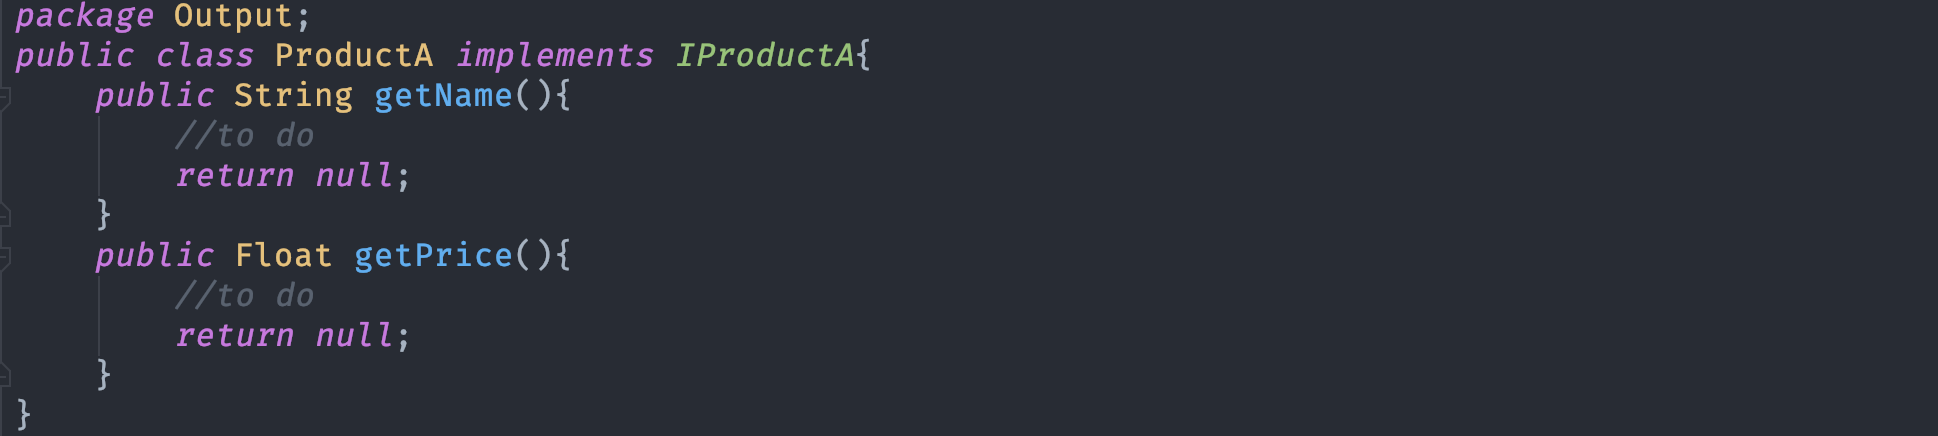 package Output;
public class ProductA implements IProductA{
    public String getName(){
        //to do
        return null;
    }
    public Float getPrice(){
        //to do
        return null;
    }
}